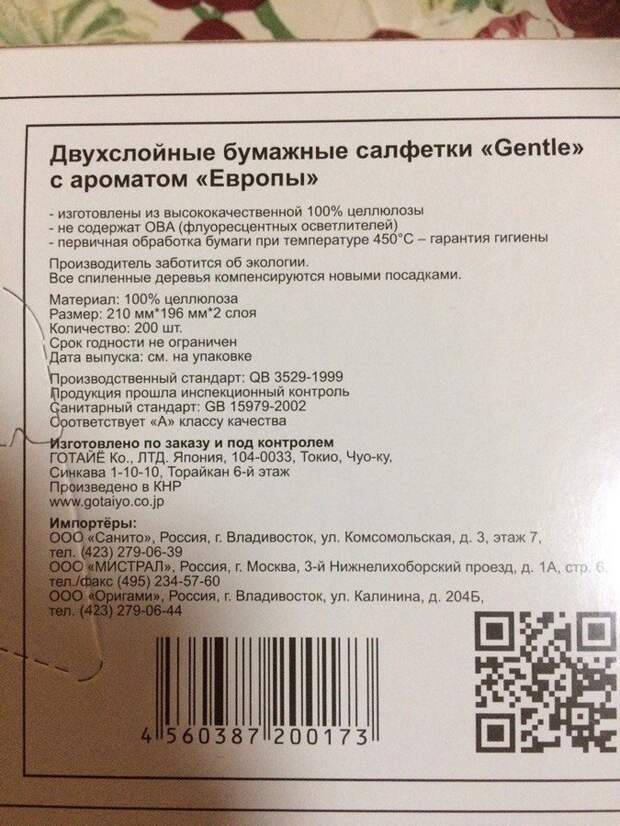 Двухслойные бумажные салфетки «Gentle»
с ароматом «Европы»
- изготовлены из высококачественной 100% целлюлозы
- не содержат ОВА (флуоресцентных осветлителей)
- первичная обработка бумаги при температуре 450°С – гарантия гигиены
Производитель заботится об экологии.
Все спиленные деревья компенсируются новыми посадками.
Материал: 100% целлюлоза
Размер: 210 мм*196 мм*2 слоя
Количество: 200 шт.
Срок годности не ограничен
Дата выпуска: см. на упаковке
Производственный стандарт: QB 3529-1999
Продукция прошла инспекционный контроль
Санитарный стандарт: GB 15979-2002
Соответствует «А» классу качества
Изготовлено по заказу и под контролем
ГОТАЙЁ Ко., ЛТД. Япония, 104-0033, Токио, Чуо-ку,
Синкава 1-10-10, Торайкан 6-й этаж
Произведено в КНР
www.gotaiyo.co.jp
Импортёры:
ООО «Санито», Россия, г. Владивосток, ул. Комсомольская, д. 3, этаж 7,
тел. (423) 279-06-39
ООО «МИСТРАЛ», Россия, г. Москва, 3-й Нижнелихоборский проезд, д. 1А, стр. 6.
тел./факс (495) 234-57-60
ООО «Оригами», Россия, г. Владивосток, ул. Калинина, д. 204Б,
тел. (423) 279-06-44
4 560387 200173